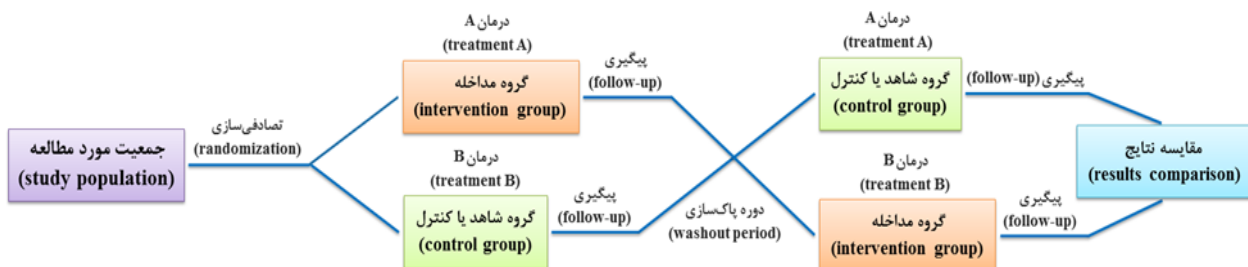 جمعیت مورد مطالعه
(study population)
تصادفی‌سازی
(randomization)
درمان A
(treatment A)
گروه مداخله
(intervention group)
پیگیری
(follow-up)
درمان B
(treatment B)
گروه شاهد یا کنترل
(control group)
پیگیری
(follow-up)
دوره پاک‌سازی
(washout period)
درمان A
(treatment A)
گروه شاهد یا کنترل
(control group)
پیگیری (follow-up)
درمان B
(treatment B)
گروه مداخله
(intervention group)
پیگیری
(follow-up)
مقایسه نتایج
(results comparison)